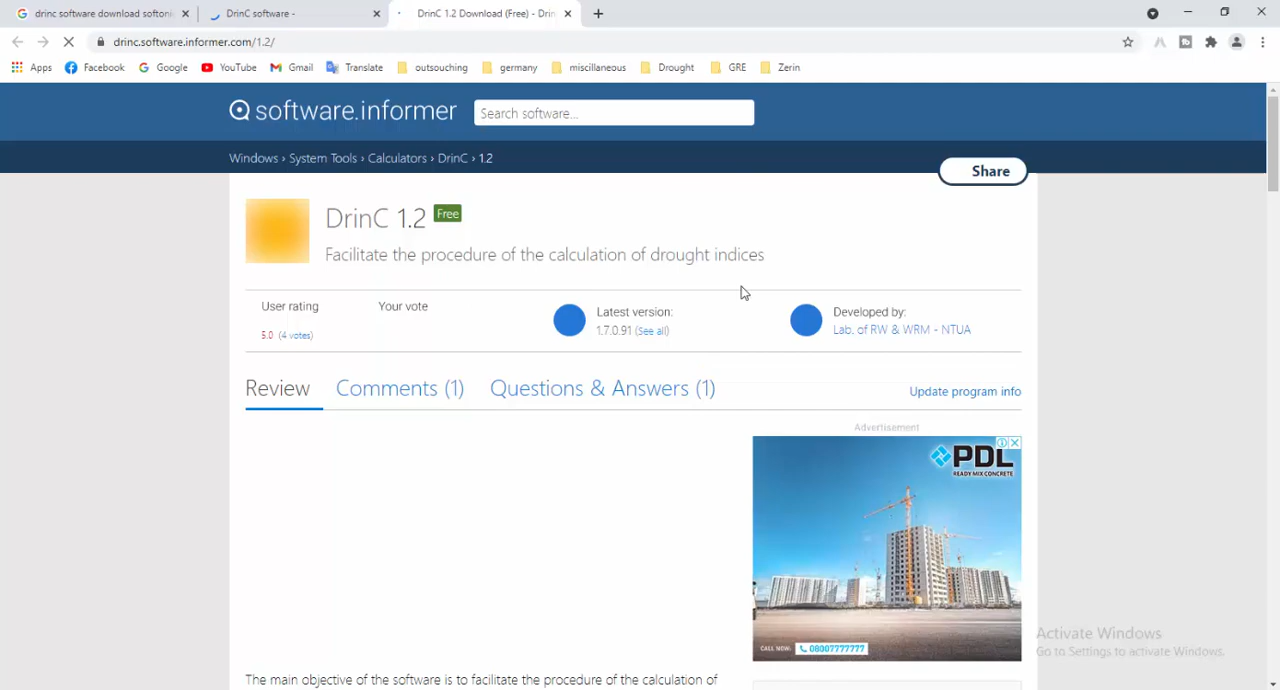 drinc software download softonic
DrinC software -
DrinC 1.2 Download (Free) - Drin
drinc.software.informer.com/1.2/
Apps
Facebook
Google
YouTube
Gmail
Translate
outsouching
germany
miscellaneous
Drought
GRE
Zerin
software.informer
Search software...
Windows › System Tools › Calculators › DrinC › 1.2
Share
DrinC 1.2 Free
Facilitate the procedure of the calculation of drought indices
User rating
5.0 (4 votes)
Your vote
Latest version:
1.7.0.91 (See all)
Developed by:
Lab. of RW & WRM - NTUA
Review
Comments (1)
Questions & Answers (1)
Update program info
Advertisement
PDL
READY MIX CONCRETE
CALL NOW: 08007777777
The main objective of the software is to facilitate the procedure of the calculation of
Activate Windows
Go to Settings to activate Windows.